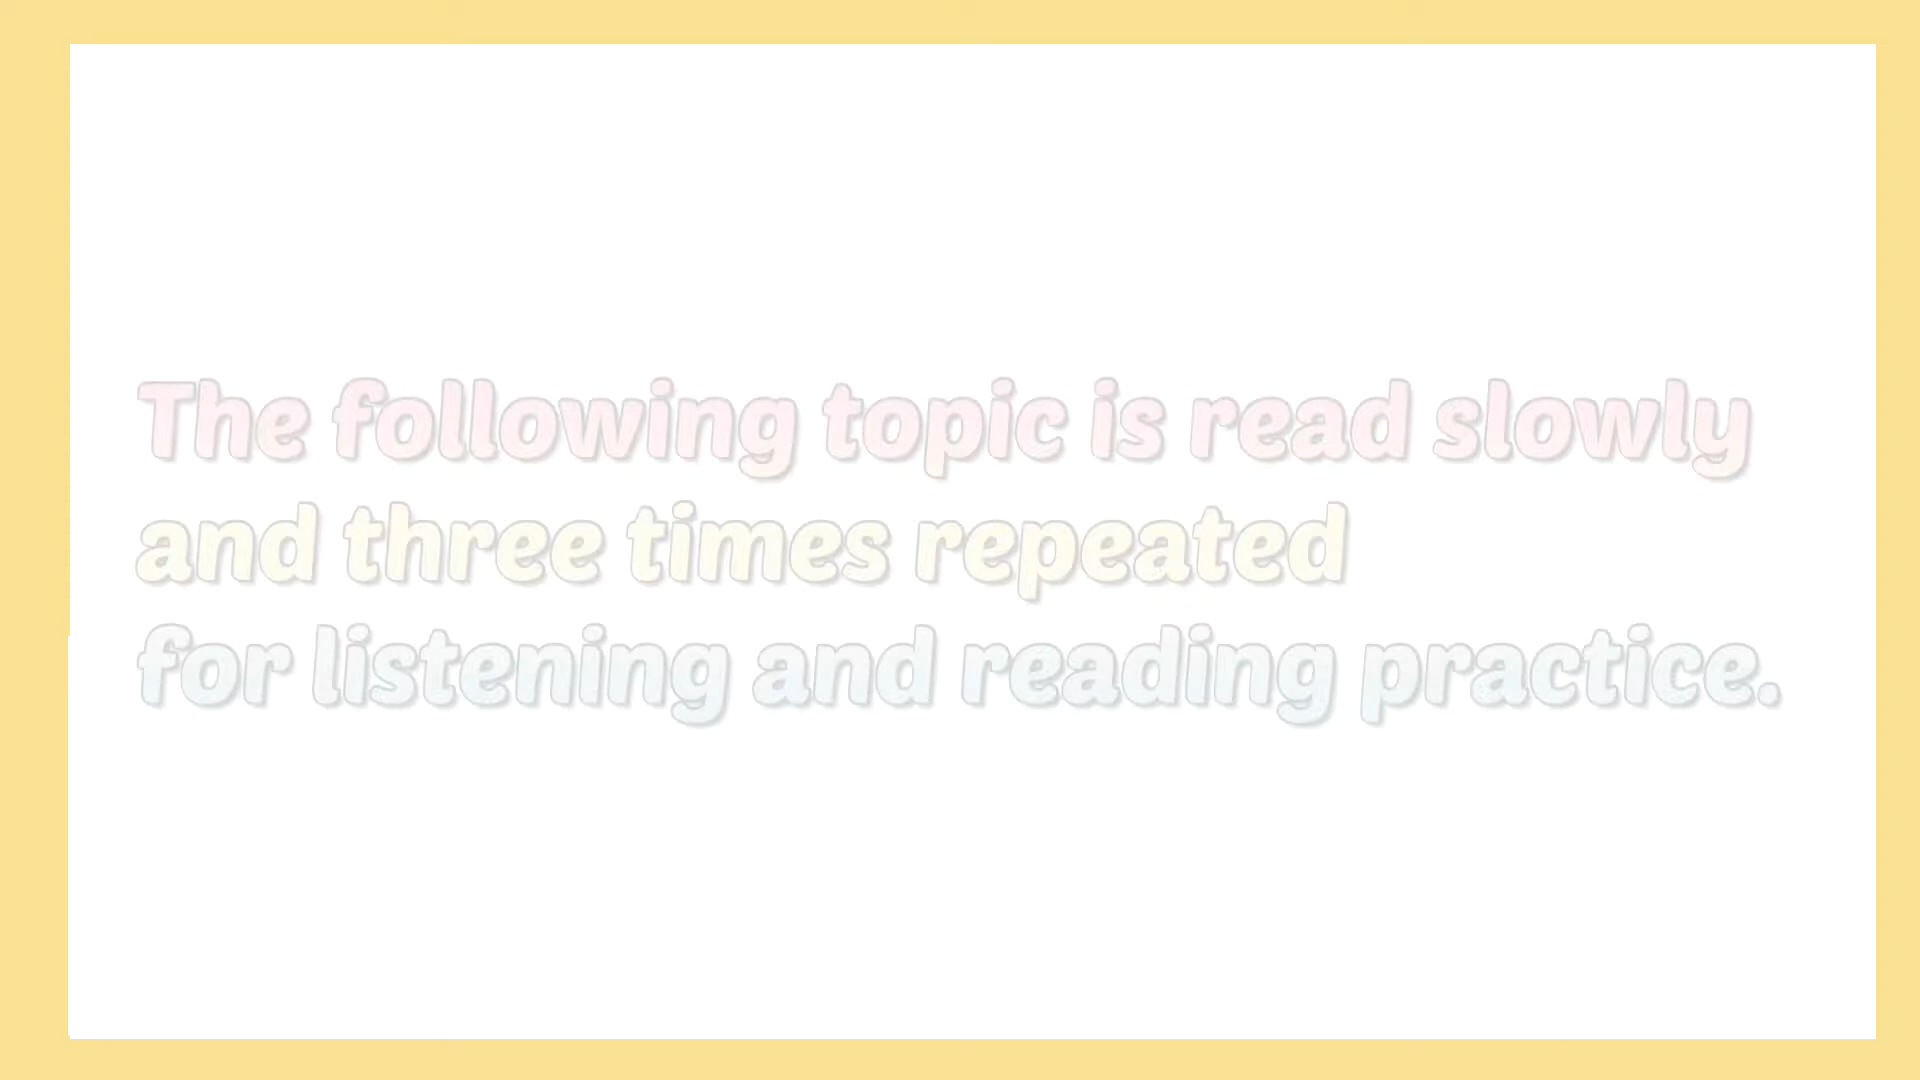 The following topic is read slowly
and three times repeated
for listening and reading practice.